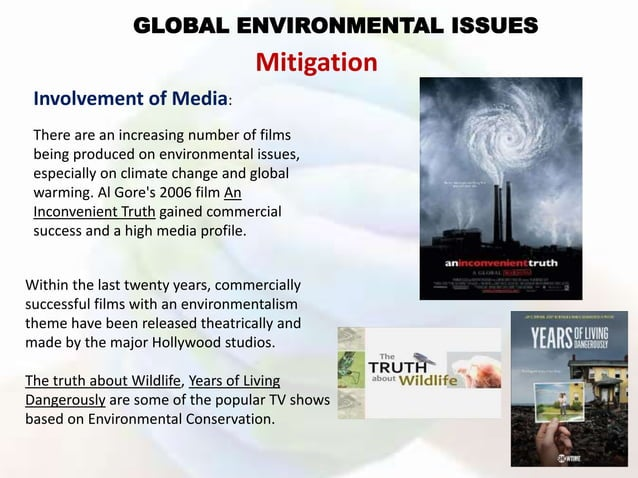 GLOBAL ENVIRONMENTAL ISSUES
Mitigation
Involvement of Media:
There are an increasing number of films
being produced on environmental issues,
especially on climate change and global
warming. Al Gore's 2006 film An
Inconvenient Truth gained commercial
success and a high media profile.
aninconvenienttruth
A GLOBAL WARNING
Within the last twenty years, commercially
successful films with an environmentalism
theme have been released theatrically and
made by the major Hollywood studios.
The truth about Wildlife, Years of Living
Dangerously are some of the popular TV shows
based on Environmental Conservation.
The
TRUTH
about Wildlife
YEARS OF LIVING
DANGEROUSLY
SHOWTIME